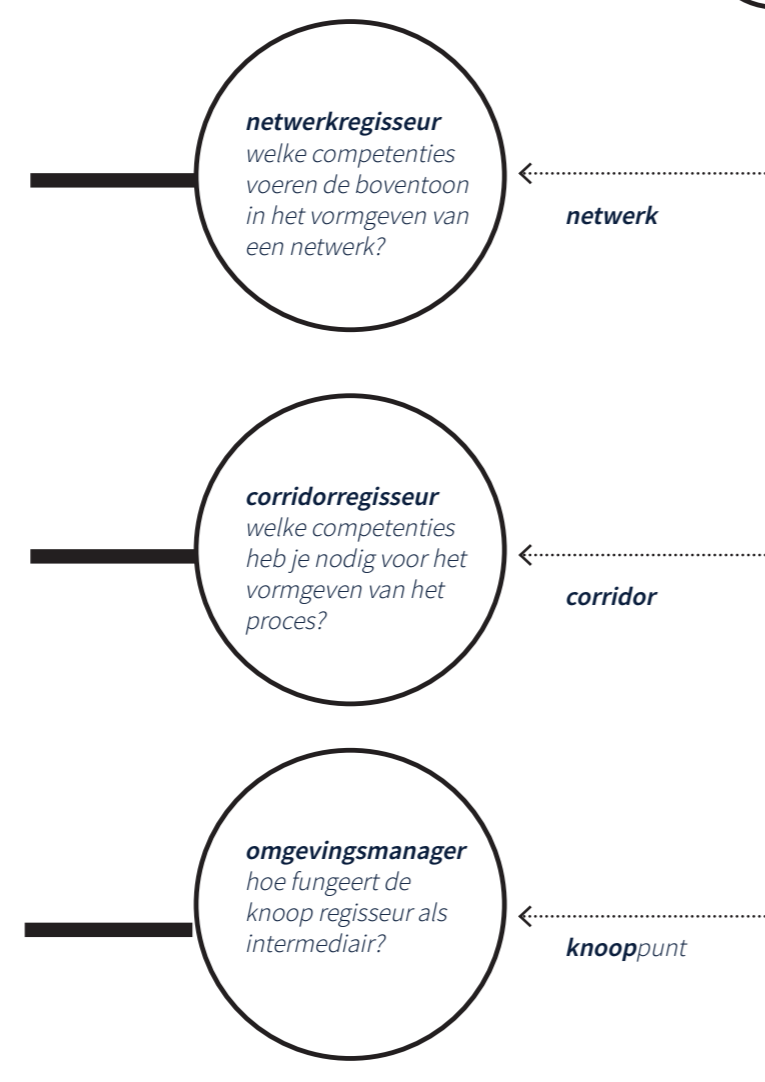 netwerkregisseur
welke competenties
voeren de boventoon
in het vormgeven van
een netwerk?
netwerk
corridorregisseur
welke competenties
heb je nodig voor het
vormgeven van het
proces?
corridor
omgevingsmanager
hoe fungeert de
knoop regisseur als
intermediair?
knooppunt